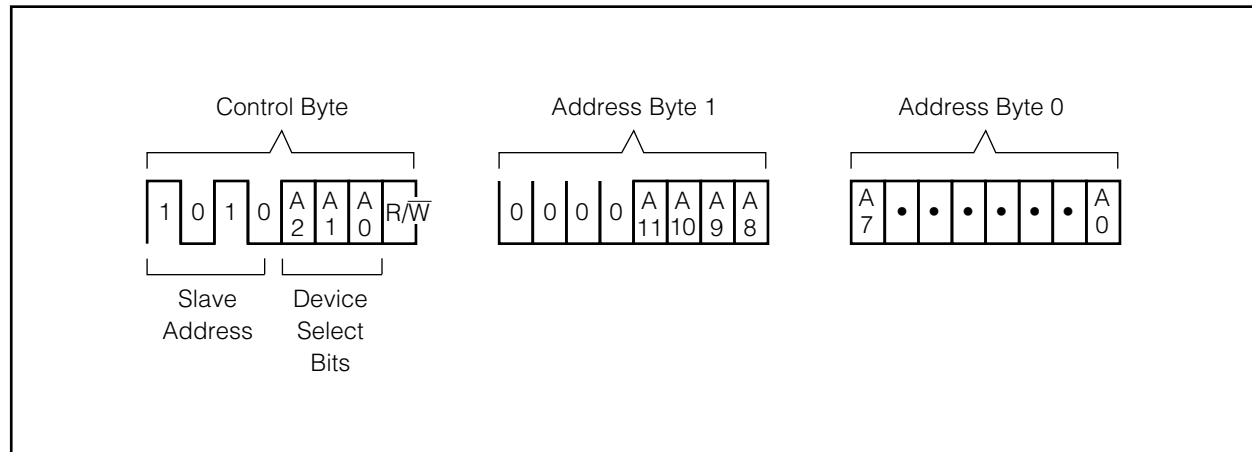 Control Byte Address Byte 1 Address Byte 0
1 0 1 0 A2 A1 A0 R/W̅ 0 0 0 0 A11 A10 A9 A8 A7 • • • • • • A0
Slave Address
Device Select Bits